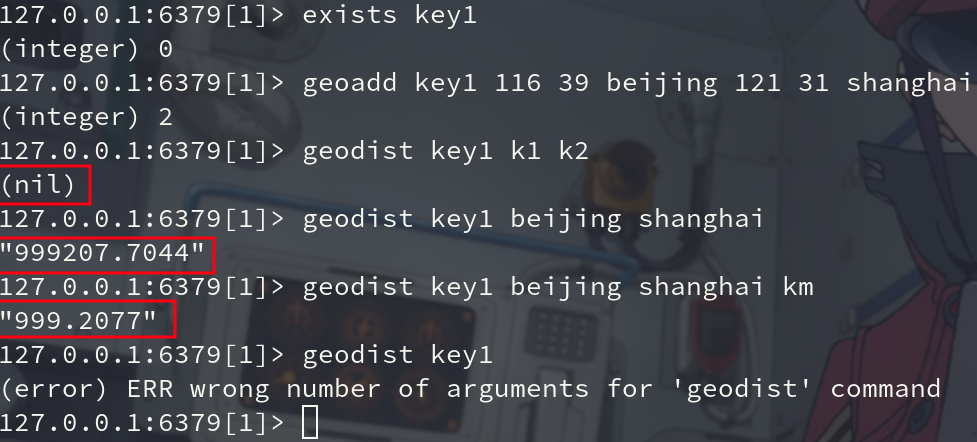 127.0.0.1:6379[1]> exists key1
(integer) 0
127.0.0.1:6379[1]> geoadd key1 116 39 beijing 121 31 shanghai
(integer) 2
127.0.0.1:6379[1]> geodist key1 k1 k2
(nil)
127.0.0.1:6379[1]> geodist key1 beijing shanghai
"999207.7044"
127.0.0.1:6379[1]> geodist key1 beijing shanghai km
"999.2077"
127.0.0.1:6379[1]> geodist key1
(error) ERR wrong number of arguments for 'geodist' command
127.0.0.1:6379[1]>